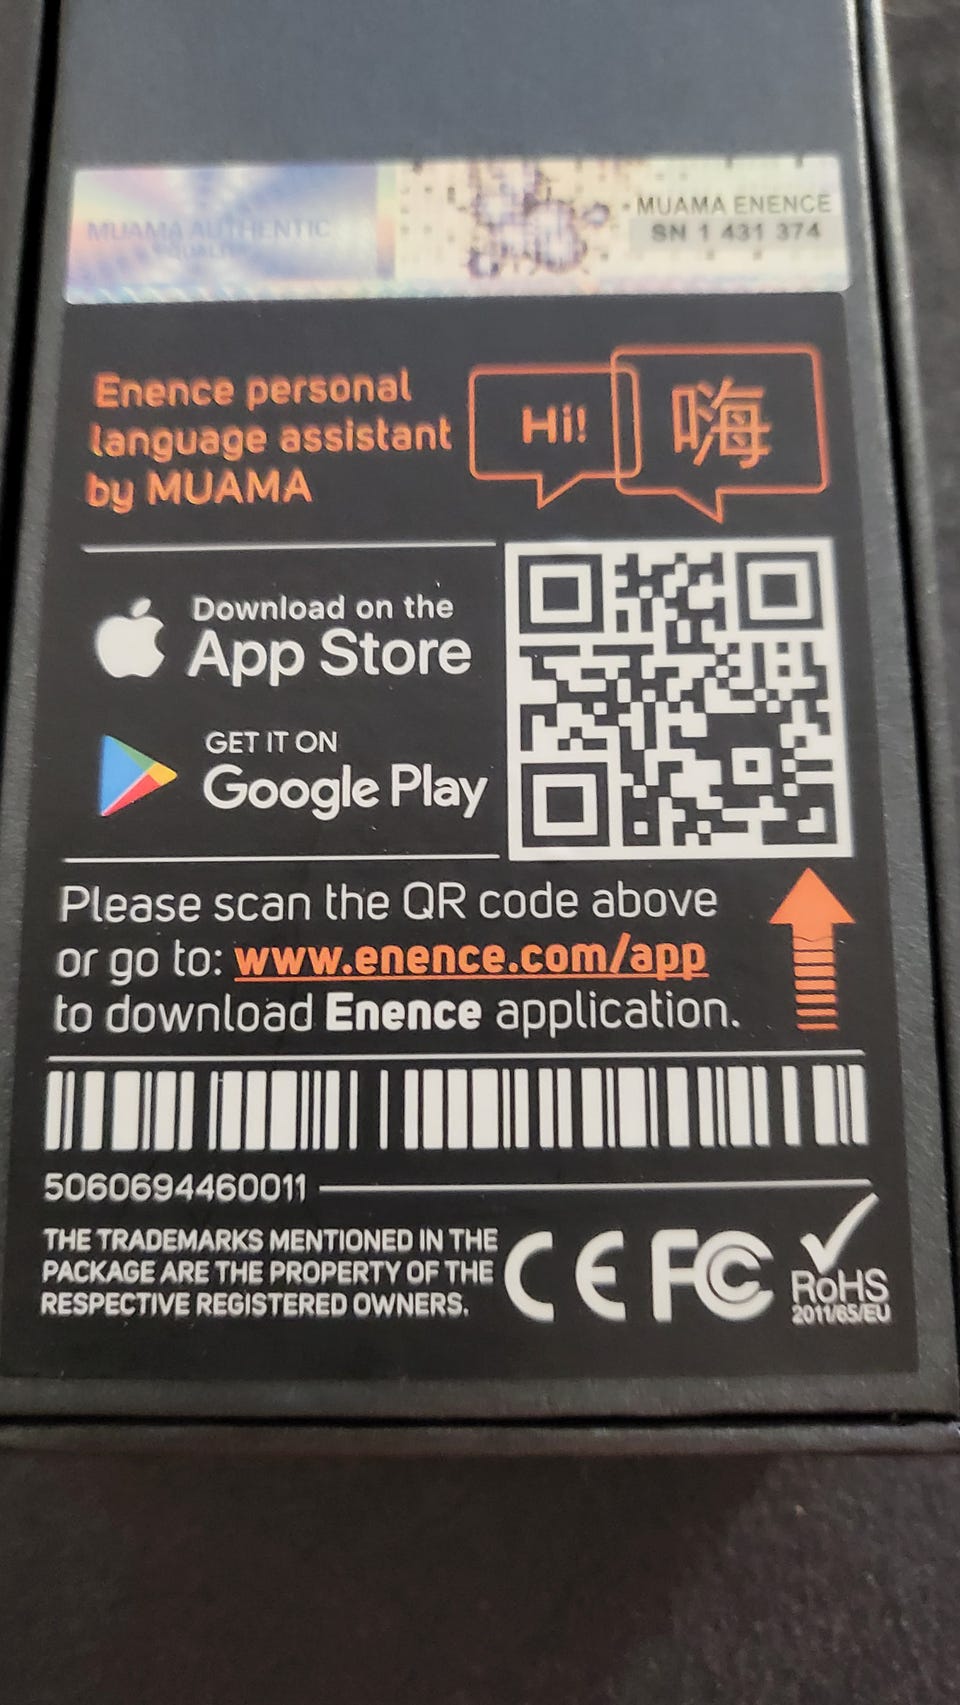 MUAMA AUTHENTIC
QUALITY
MUAMA ENENCE
SN 1 431 374
Enence personal
language assistant
by MUAMA
Hi!
嗨
Download on the
App Store
GET IT ON
Google Play
Please scan the QR code above
or go to: www.enence.com/app
to download Enence application.
5060694460011
THE TRADEMARKS MENTIONED IN THE
PACKAGE ARE THE PROPERTY OF THE
RESPECTIVE REGISTERED OWNERS.
CE FC
RoHS
2011/65/EU